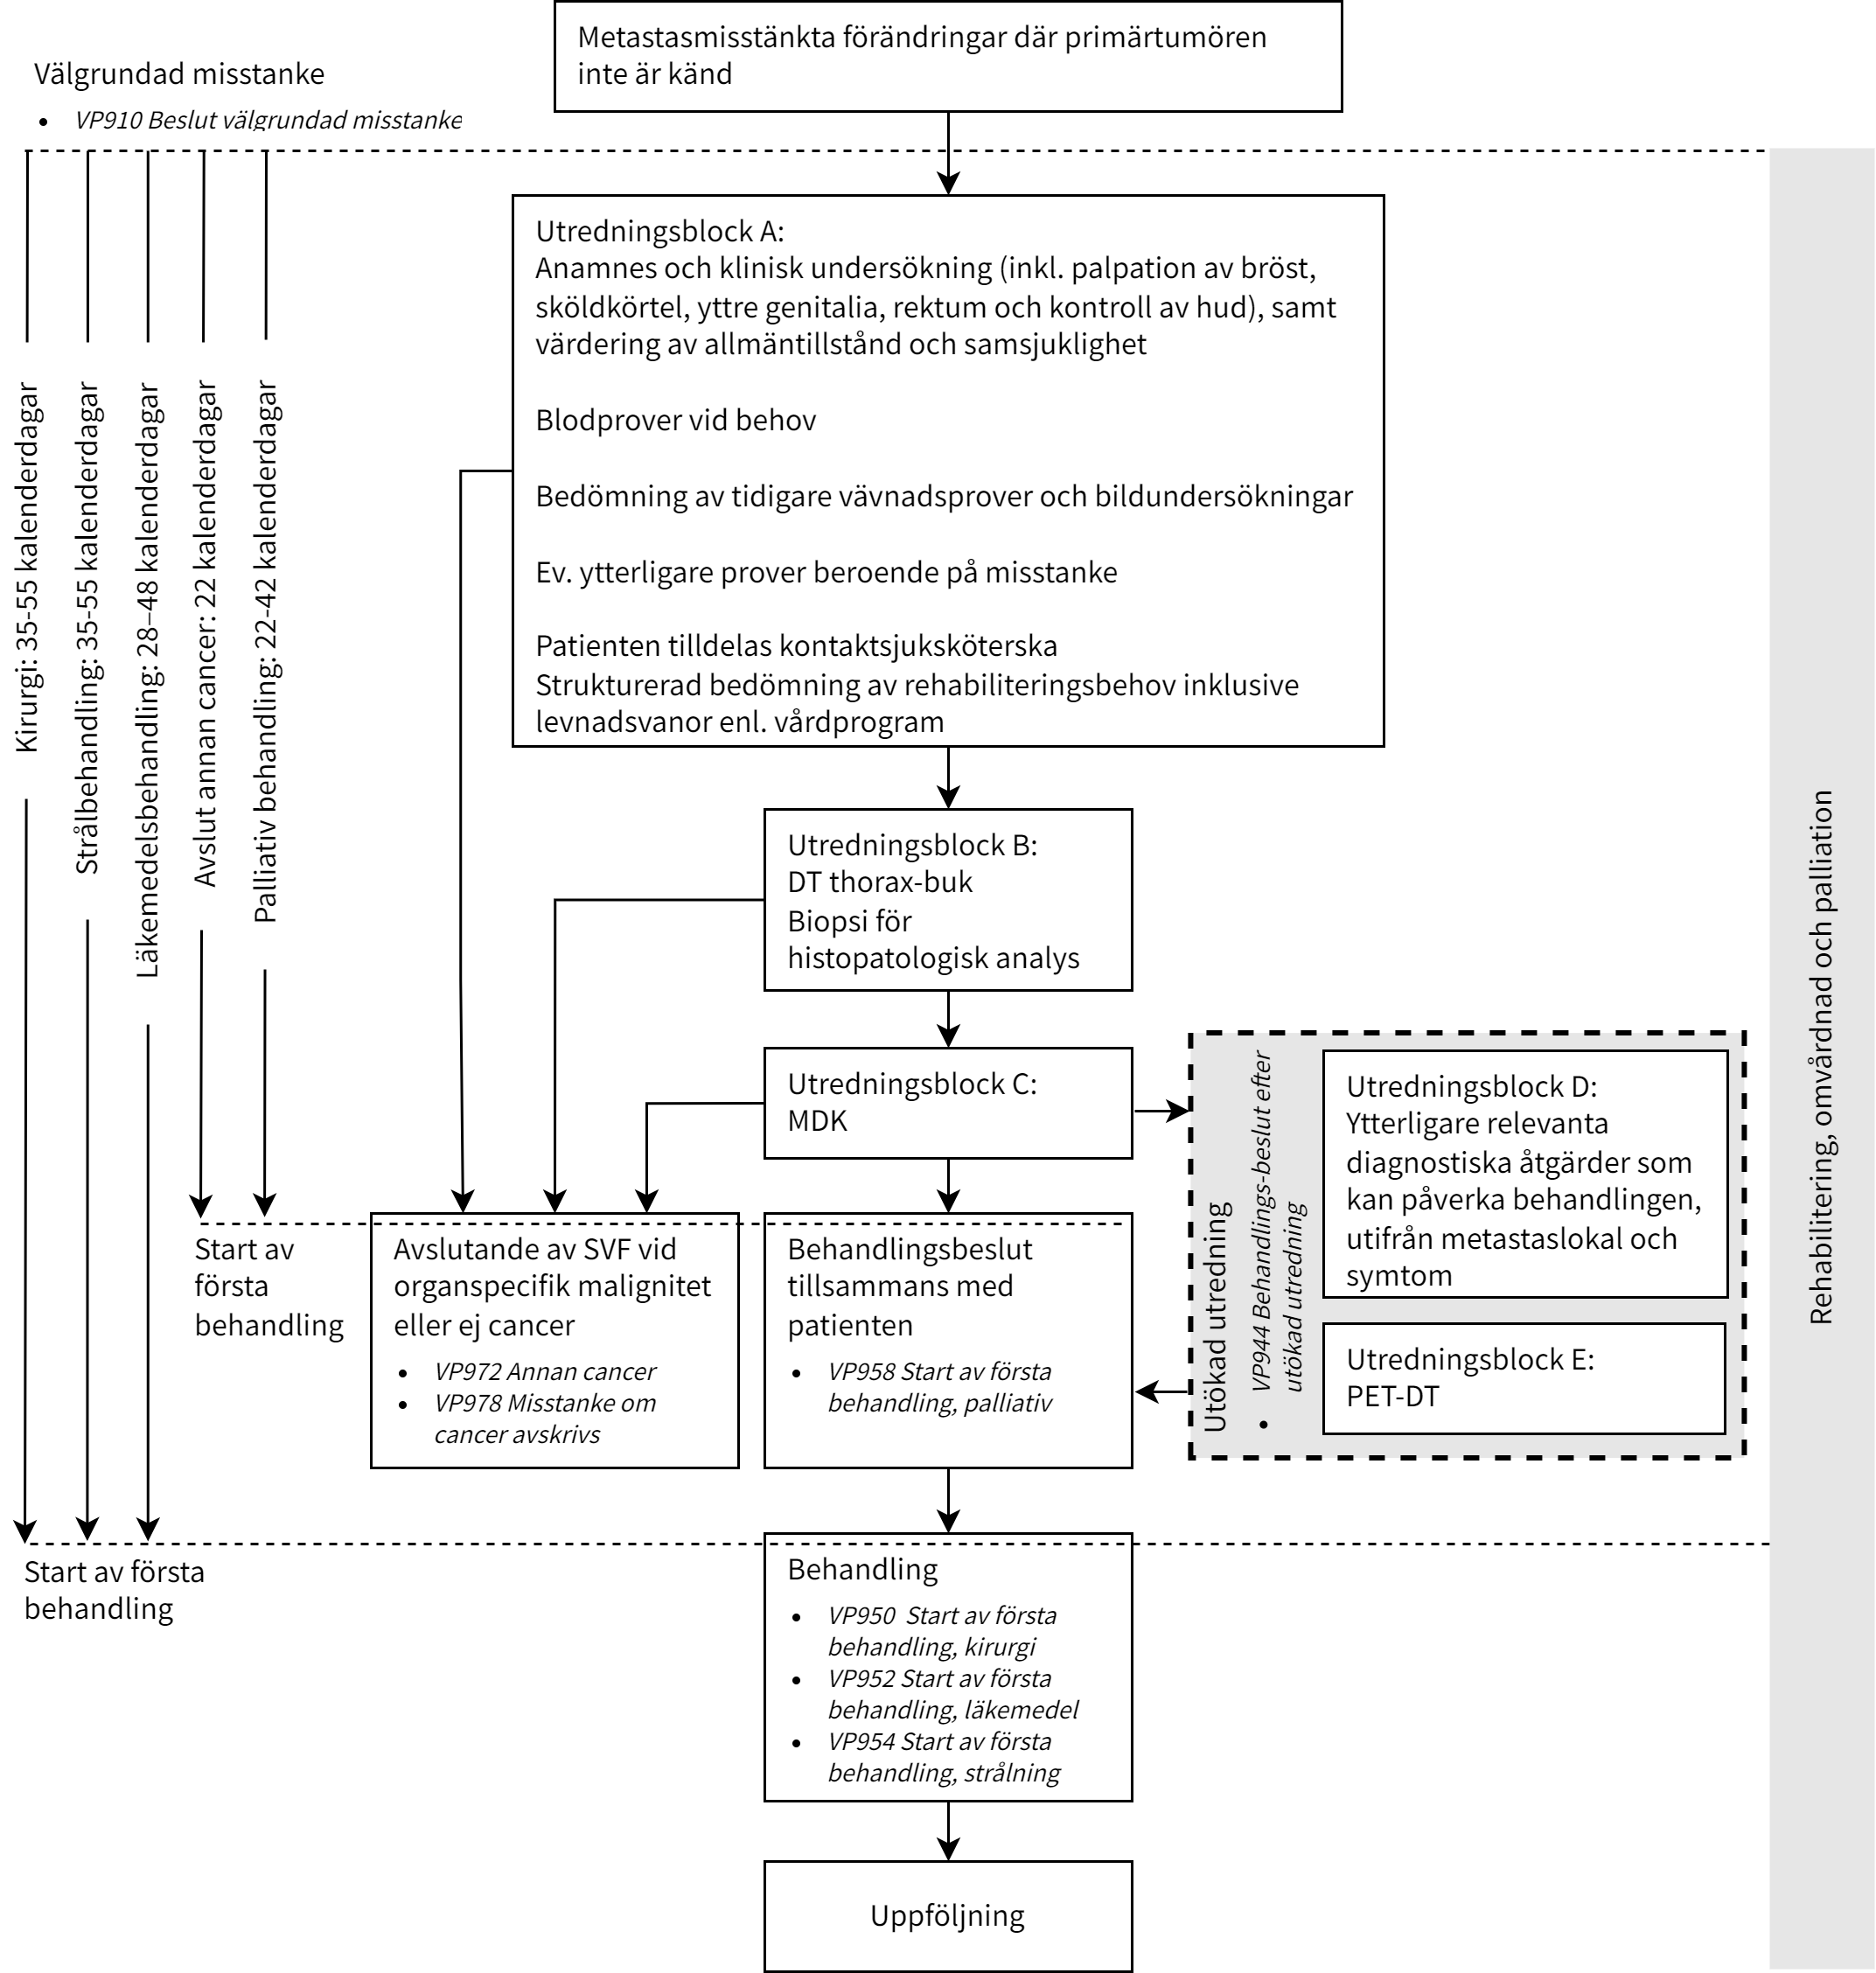 Metastasmisstänkta förändringar där primärtumören
inte är känd
Välgrundad misstanke
• VP910 Beslut välgrundad misstanke
Kirurgi: 35-55 kalenderdagar
Strålbehandling: 35-55 kalenderdagar
Läkemedelsbehandling: 28–48 kalenderdagar
Avslut annan cancer: 22 kalenderdagar
Palliativ behandling: 22-42 kalenderdagar
Utredningsblock A:
Anamnes och klinisk undersökning (inkl. palpation av bröst,
sköldkörtel, yttre genitalia, rektum och kontroll av hud), samt
värdering av allmäntillstånd och samsjuklighet
Blodprover vid behov
Bedömning av tidigare vävnadsprover och bildundersökningar
Ev. ytterligare prover beroende på misstanke
Patienten tilldelas kontaktsjuksköterska
Strukturerad bedömning av rehabiliteringsbehov inklusive
levnadsvanor enl. vårdprogram
Utredningsblock B:
DT thorax-buk
Biopsi för
histopatologisk analys
Utredningsblock C:
MDK
Utökad utredning
• VP944 Behandlings-beslut efter
utökad utredning
Utredningsblock D:
Ytterligare relevanta
diagnostiska åtgärder som
kan påverka behandlingen,
utifrån metastaslokal och
symtom
Utredningsblock E:
PET-DT
Rehabilitering, omvårdnad och palliation
Start av
första
behandling
Avslutande av SVF vid
organspecifik malignitet
eller ej cancer
• VP972 Annan cancer
• VP978 Misstanke om
cancer avskrivs
Behandlingsbeslut
tillsammans med
patienten
• VP958 Start av första
behandling, palliativ
Start av första
behandling
Behandling
• VP950 Start av första
behandling, kirurgi
• VP952 Start av första
behandling, läkemedel
• VP954 Start av första
behandling, strålning
Uppföljning